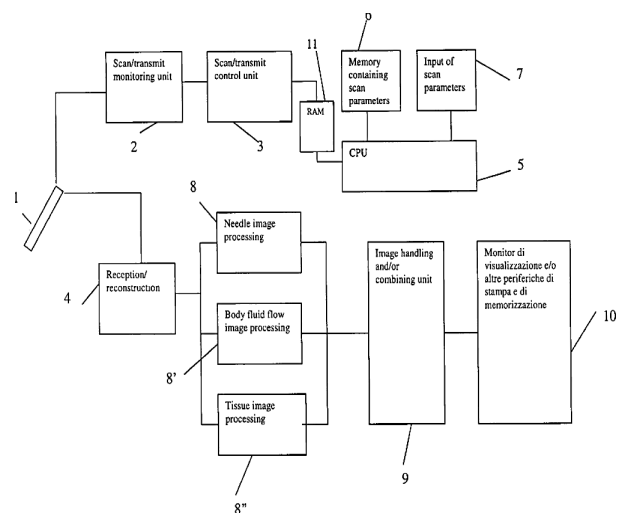 6
11
Scan/transmit
monitoring unit
Scan/transmit
control unit
Memory
containing
scan
parameters
Input of
scan
parameters
7
RAM
2
3
CPU
5
1
8
Needle image
processing
Reception/
reconstruction
4
Image handling
and/or
combining unit
Monitor di
visualizzazione e/o
altre periferiche di
stampa e di
memorizzazione
Body fluid flow
image processing
10
8'
Tissue image
processing
9
8"